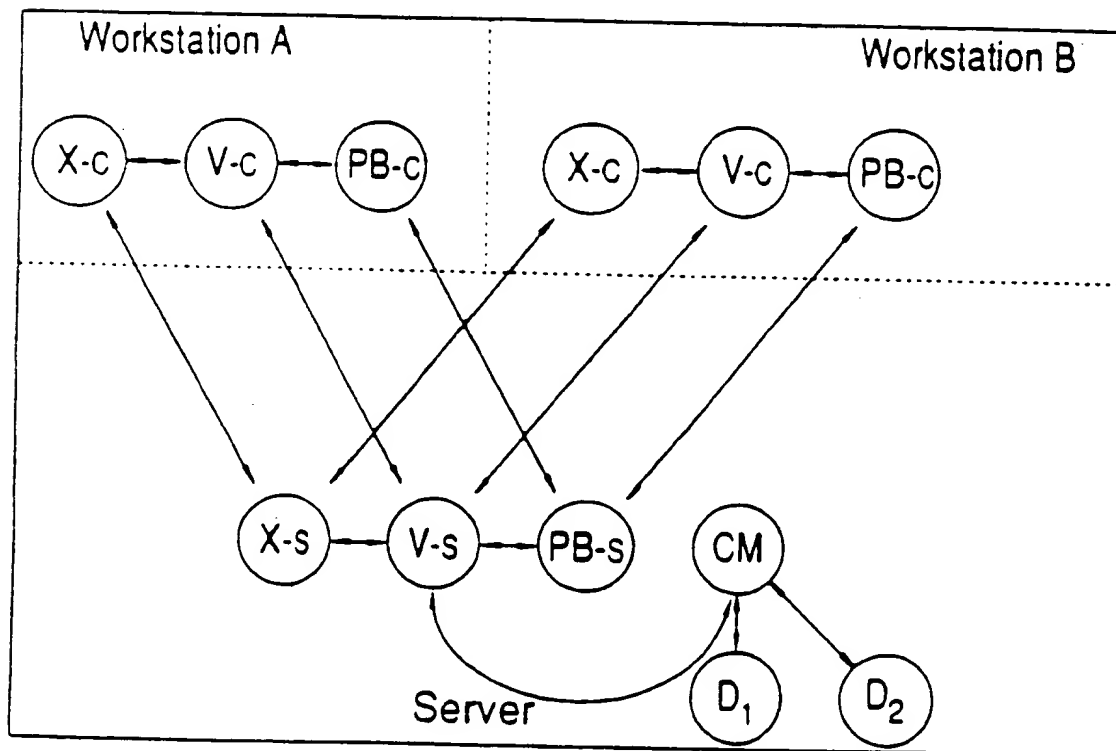 Workstation A
Workstation B
X-c V-c PB-c X-c V-c PB-c
X-s V-s PB-s CM
Server D₁ D₂